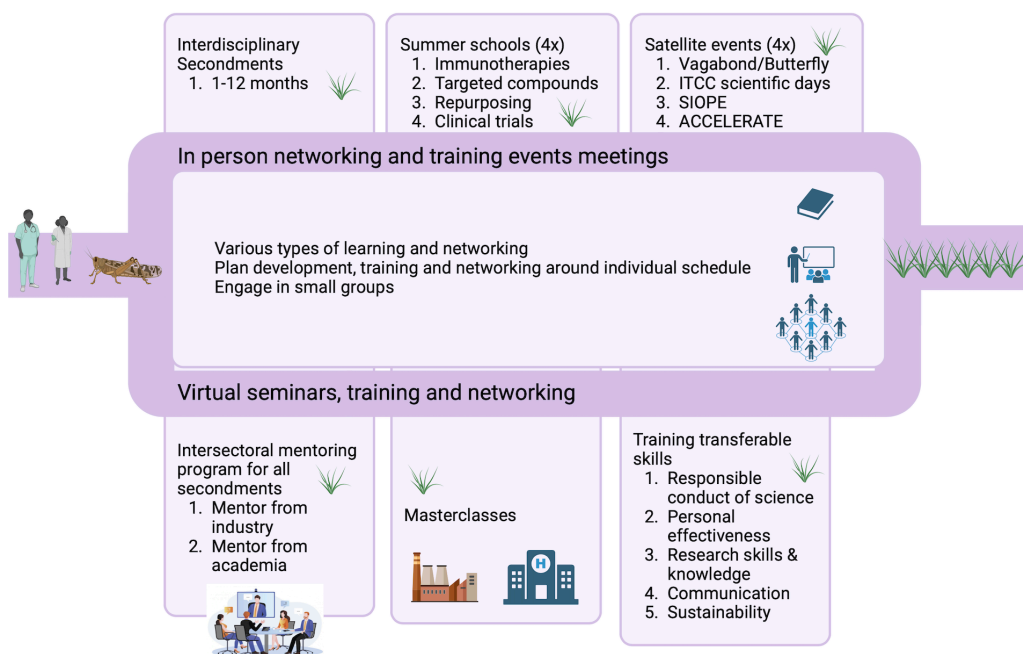 Interdisciplinary
Secondments
1. 1-12 months
Summer schools (4x)
1. Immunotherapies
2. Targeted compounds
3. Repurposing
4. Clinical trials
Satellite events (4x)
1. Vagabond/Butterfly
2. ITCC scientific days
3. SIOPE
4. ACCELERATE
In person networking and training events meetings
Various types of learning and networking
Plan development, training and networking around individual schedule
Engage in small groups
Virtual seminars, training and networking
Intersectoral mentoring
program for all
secondments
1. Mentor from
industry
2. Mentor from
academia
Masterclasses
H
Training transferable
skills
1. Responsible
conduct of science
2. Personal
effectiveness
3. Research skills &
knowledge
4. Communication
5. Sustainability